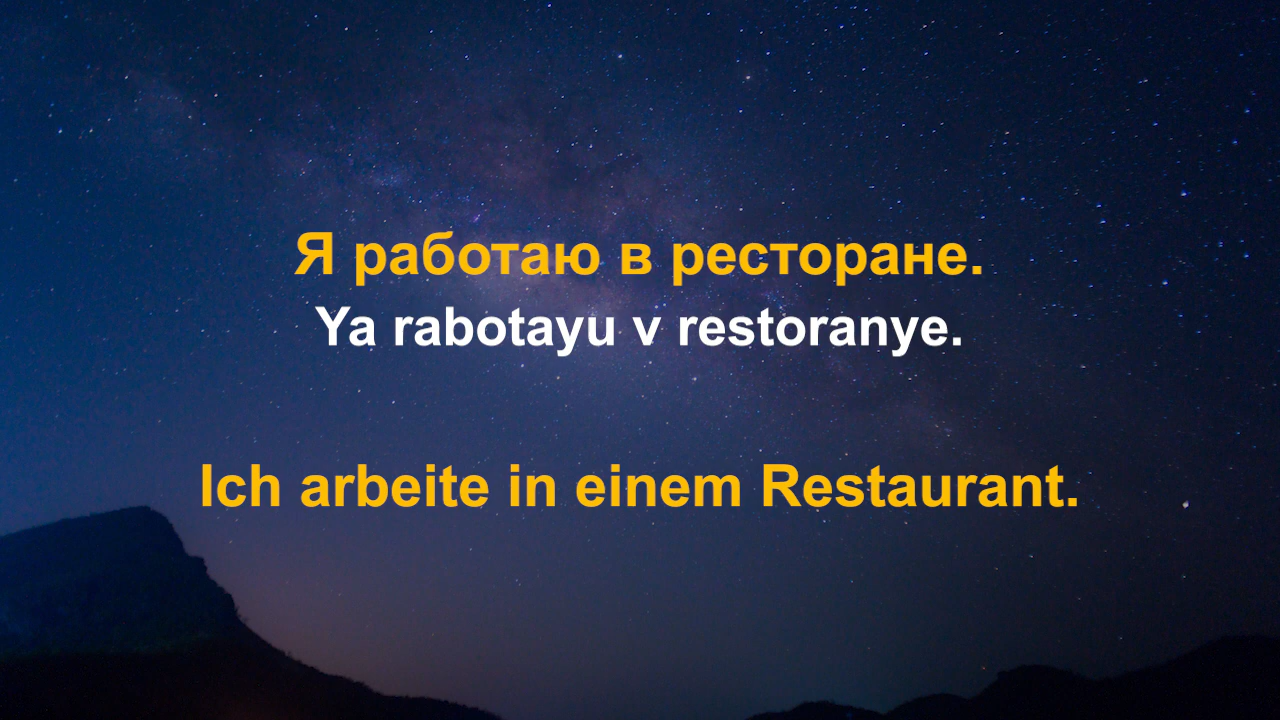 Я работаю в ресторане.
Ya rabotayu v restoranye.
Ich arbeite in einem Restaurant.